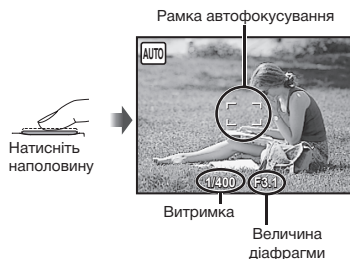 Рамка автофокусування
AUTO
Натисніть
наполовину
1/400 F3.1
Витримка
Величина
діафрагми